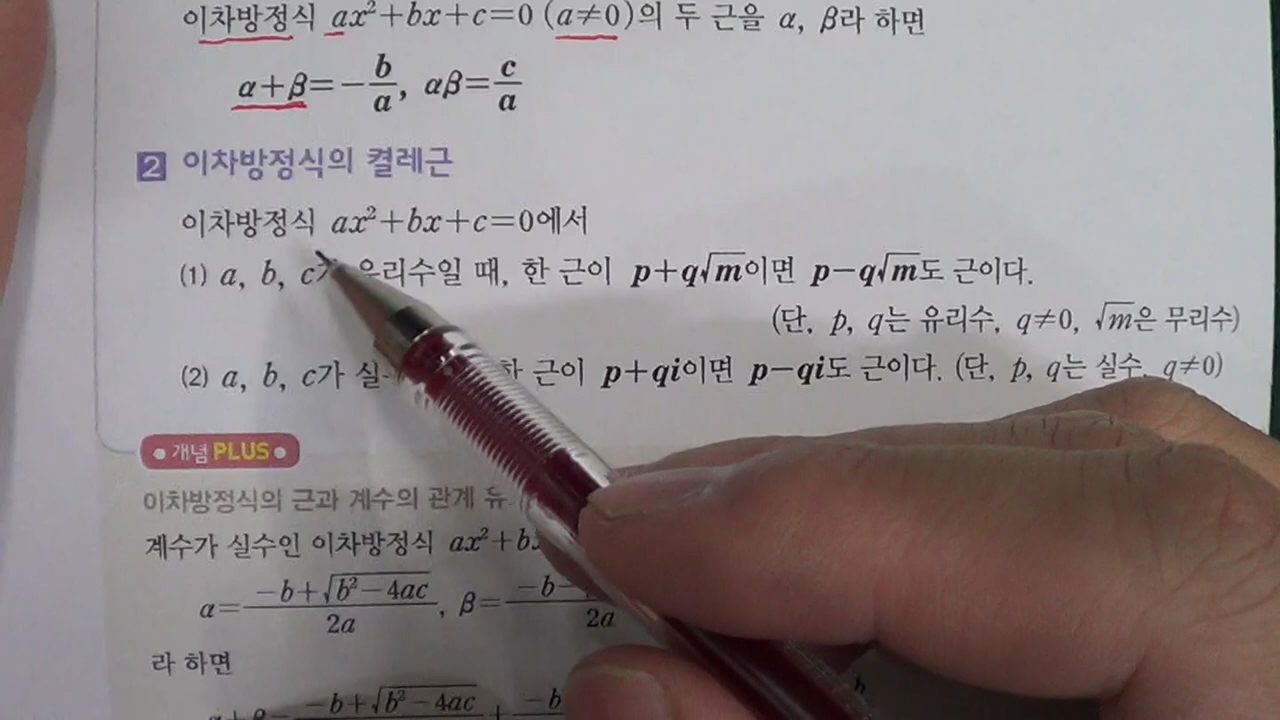 이차방정식 ax²+bx+c=0 (a≠0)의 두 근을 α, β라 하면
α+β=-b/a, αβ=c/a
2 이차방정식의 켤레근
이차방정식 ax²+bx+c=0에서
(1) a, b, c가 유리수일 때, 한 근이 p+q√m이면 p-q√m도 근이다.
(단, p, q는 유리수, q≠0, √m은 무리수)
(2) a, b, c가 실 한 근이 p+qi이면 p-qi도 근이다. (단, p, q는 실수, q≠0)
개념 PLUS
이차방정식의 근과 계수의 관계
계수가 실수인 이차방정식 ax²+b
α=(-b+√(b²-4ac))/2a, β=(-b- /2a
라 하면
α+β= -b+√(b²-4ac) + -b